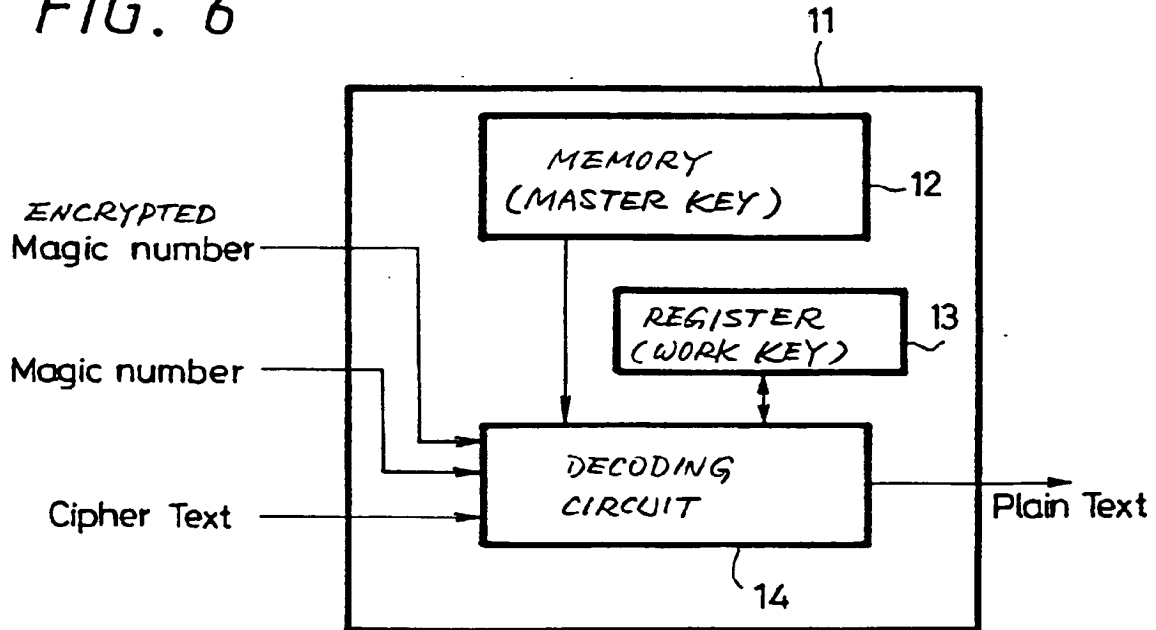 FIG. 6
11
MEMORY
(MASTER KEY)
12
ENCRYPTED
Magic number
REGISTER
(WORK KEY)
13
Magic number
DECODING
CIRCUIT
Cipher Text
Plain Text
14